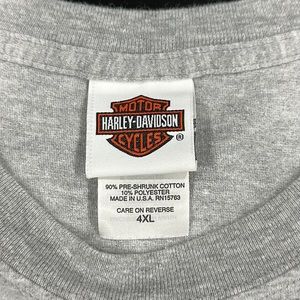 MOTOR
HARLEY-DAVIDSON
CYCLES
®
90% PRE-SHRUNK COTTON
10% POLYESTER
MADE IN U.S.A. RN15763
CARE ON REVERSE
4XL